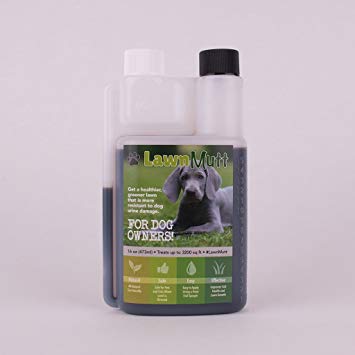 LawnMutt
Get a healthier,
greener lawn
that is more
resistant to dog
urine damage.
FOR DOG
OWNERS!
16 oz (473ml) • Treats up to 3200 sq ft • #LawnMutt
Natural
Safe
Easy
Effective